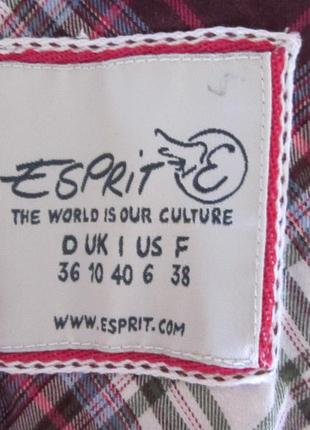 ESPRIT E
THE WORLD IS OUR CULTURE
D UK I US F
36 10 40 6 38
WWW.ESPRIT.COM